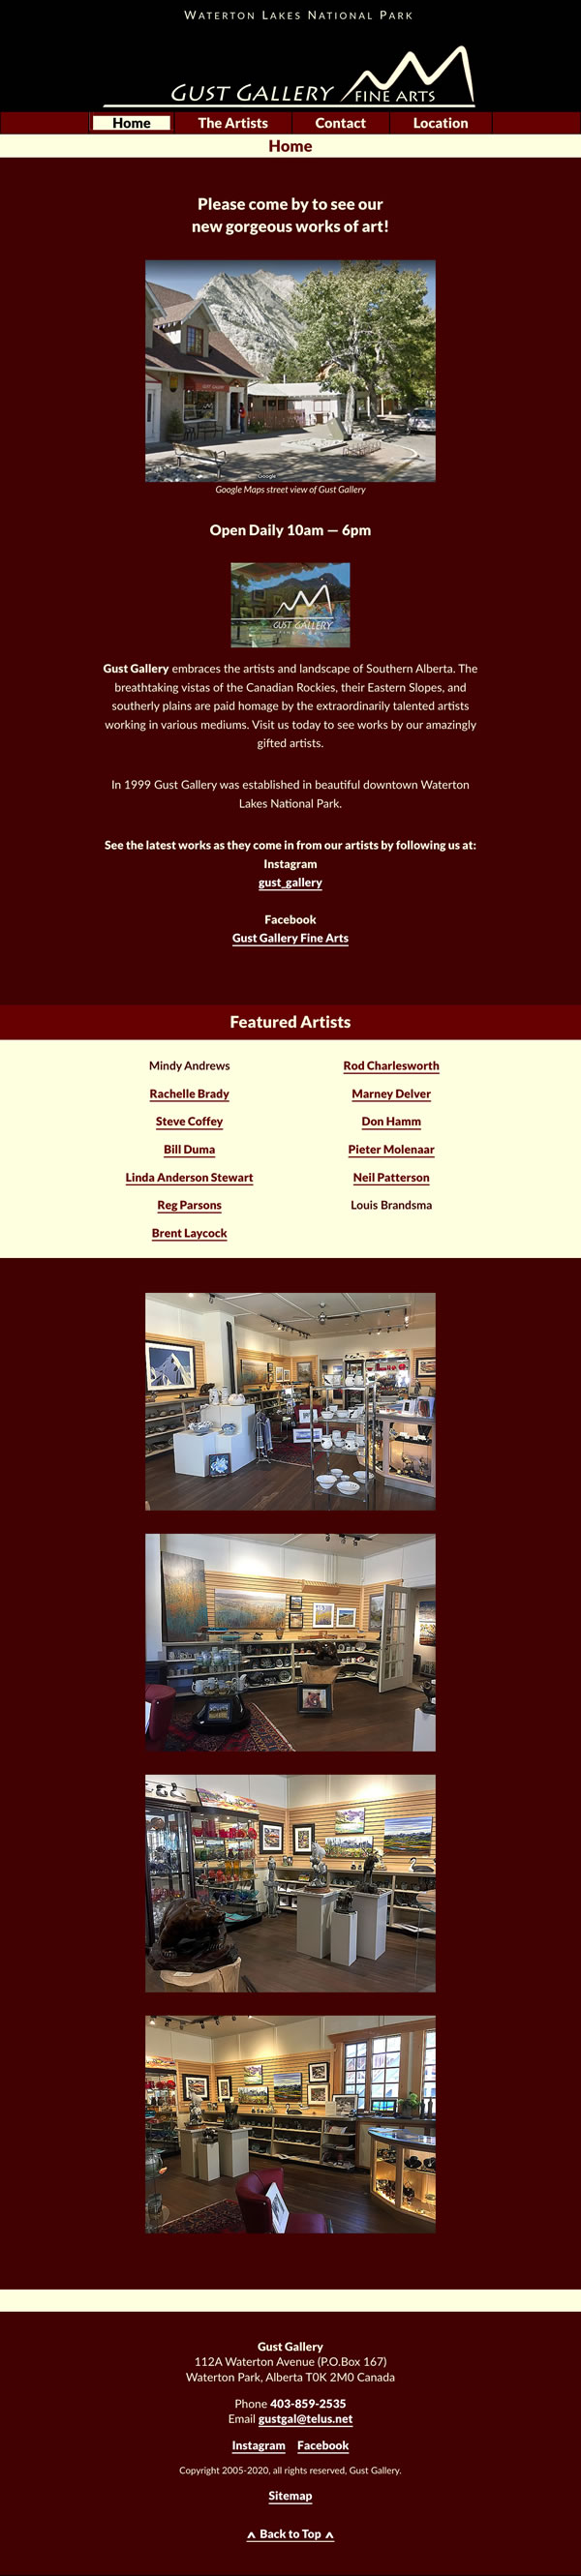 Waterton Lakes National Park
GUST GALLERY FINE ARTS
Home
The Artists
Contact
Location
Home
Please come by to see our
new gorgeous works of art!
GUST GALLERY
Google
Google Maps street view of Gust Gallery
Open Daily 10am — 6pm
GUST GALLERY
FINE ARTS
Gust Gallery embraces the artists and landscape of Southern Alberta. The
breathtaking vistas of the Canadian Rockies, their Eastern Slopes, and
southerly plains are paid homage by the extraordinarily talented artists
working in various mediums. Visit us today to see works by our amazingly
gifted artists.
In 1999 Gust Gallery was established in beautiful downtown Waterton
Lakes National Park.
See the latest works as they come in from our artists by following us at:
Instagram
gust_gallery
Facebook
Gust Gallery Fine Arts
Featured Artists
Mindy Andrews
Rachelle Brady
Steve Coffey
Bill Duma
Linda Anderson Stewart
Reg Parsons
Brent Laycock
Rod Charlesworth
Marney Delver
Don Hamm
Pieter Molenaar
Neil Patterson
Louis Brandsma
Gust Gallery
112A Waterton Avenue (P.O.Box 167)
Waterton Park, Alberta T0K 2M0 Canada
Phone 403-859-2535
Email gustgal@telus.net
Instagram Facebook
Copyright 2005-2020, all rights reserved, Gust Gallery.
Sitemap
^ Back to Top ^